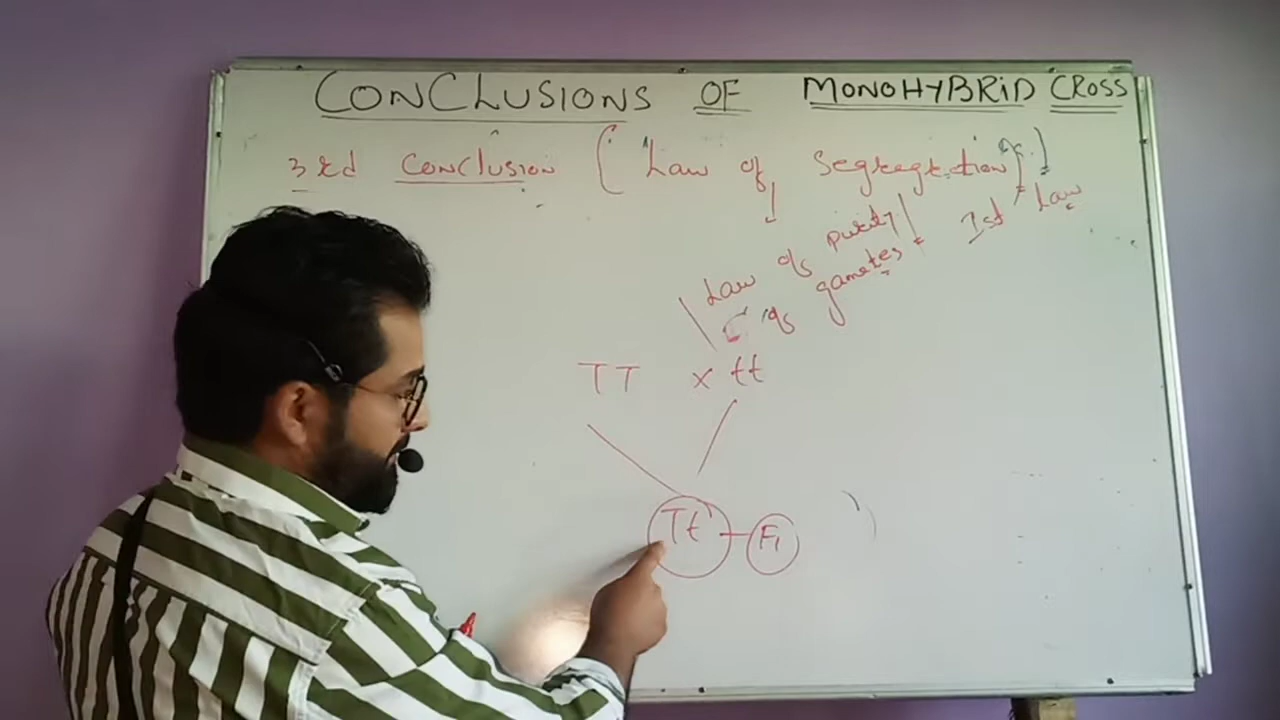 CONCLUSIONS OF MONOHYBRID CROSS
3rd Conclusion ( Law of Segregation )
1st Law
Law of purity
of gametes
TT x tt
Tt F1